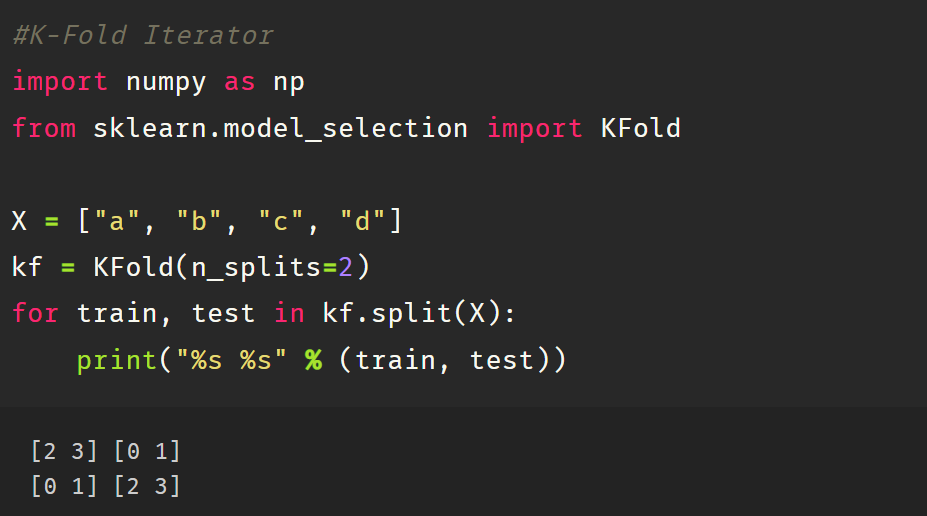 #K-Fold Iterator
import numpy as np
from sklearn.model_selection import KFold
X = ["a", "b", "c", "d"]
kf = KFold(n_splits=2)
for train, test in kf.split(X):
    print("%s %s" % (train, test))
[2 3] [0 1]
[0 1] [2 3]